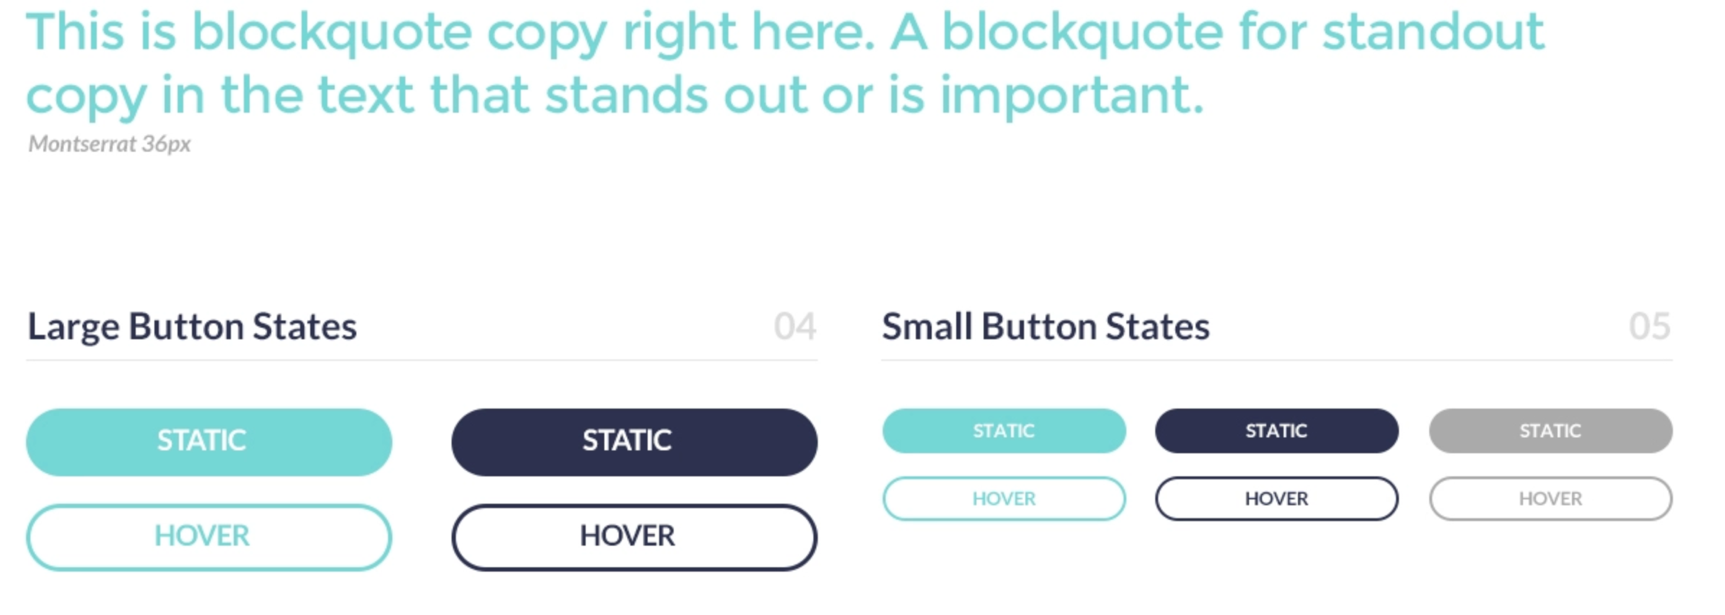 This is blockquote copy right here. A blockquote for standout
copy in the text that stands out or is important.
Montserrat 36px
Large Button States 04
STATIC STATIC
HOVER HOVER
Small Button States 05
STATIC STATIC STATIC
HOVER HOVER HOVER